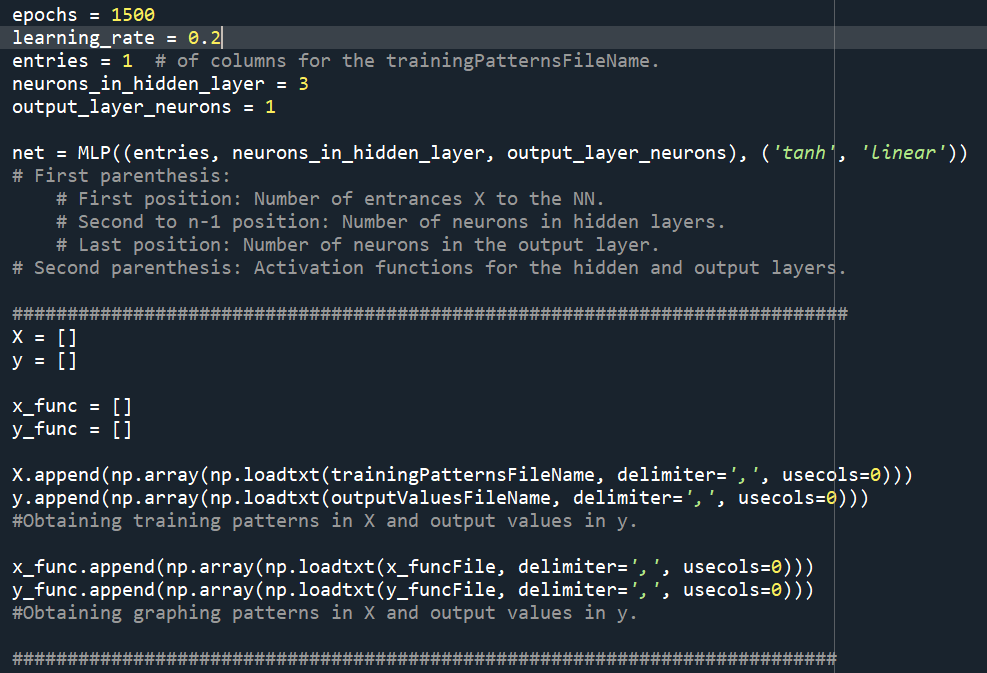 epochs = 1500
learning_rate = 0.2
entries = 1  # of columns for the trainingPatternsFileName.
neurons_in_hidden_layer = 3
output_layer_neurons = 1
net = MLP((entries, neurons_in_hidden_layer, output_layer_neurons), ('tanh', 'linear'))
# First parenthesis:
    # First position: Number of entrances X to the NN.
    # Second to n-1 position: Number of neurons in hidden layers.
    # Last position: Number of neurons in the output layer.
# Second parenthesis: Activation functions for the hidden and output layers.
############################################################################
X = []
y = []
x_func = []
y_func = []
X.append(np.array(np.loadtxt(trainingPatternsFileName, delimiter=',', usecols=0)))
y.append(np.array(np.loadtxt(outputValuesFileName, delimiter=',', usecols=0)))
#Obtaining training patterns in X and output values in y.
x_func.append(np.array(np.loadtxt(x_funcFile, delimiter=',', usecols=0)))
y_func.append(np.array(np.loadtxt(y_funcFile, delimiter=',', usecols=0)))
#Obtaining graphing patterns in X and output values in y.
###########################################################################